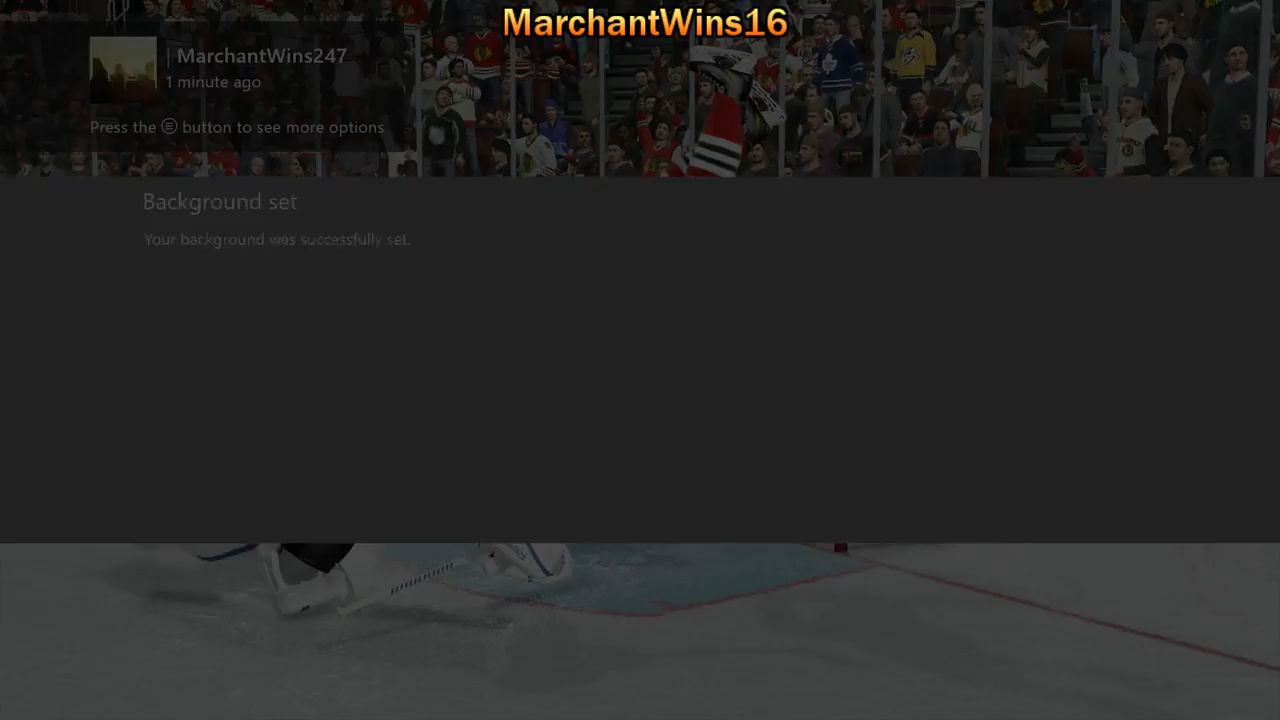 MarchantWins16
MarchantWins247
1 minute ago
Press the button to see more options
Background set
Your background was successfully set.